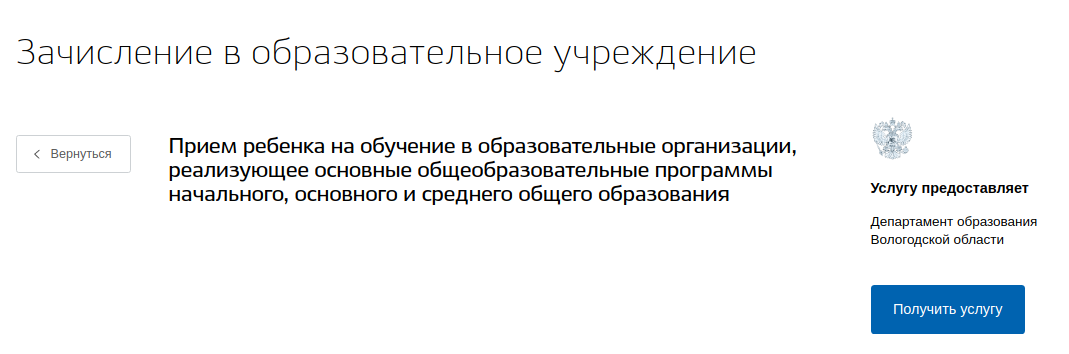 Зачисление в образовательное учреждение
Вернуться
Прием ребенка на обучение в образовательные организации,
реализующее основные общеобразовательные программы
начального, основного и среднего общего образования
Услугу предоставляет
Департамент образования
Вологодской области
Получить услугу